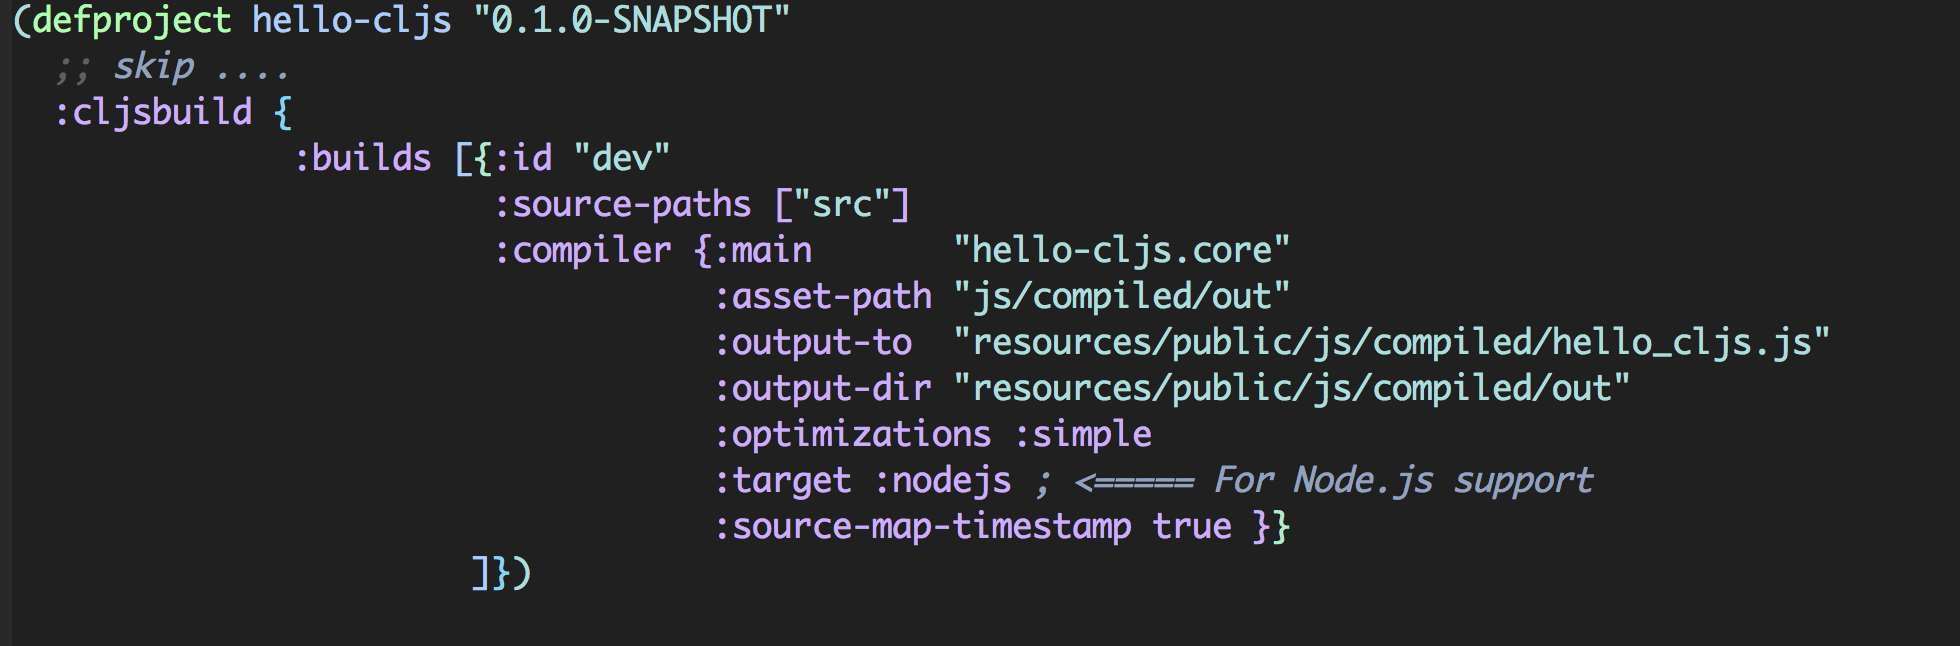 (defproject hello-cljs "0.1.0-SNAPSHOT"
;; skip ....
:cljsbuild {
:builds [{:id "dev"
:source-paths ["src"]
:compiler {:main "hello-cljs.core"
:asset-path "js/compiled/out"
:output-to "resources/public/js/compiled/hello_cljs.js"
:output-dir "resources/public/js/compiled/out"
:optimizations :simple
:target :nodejs ; <===== For Node.js support
:source-map-timestamp true }}
]})